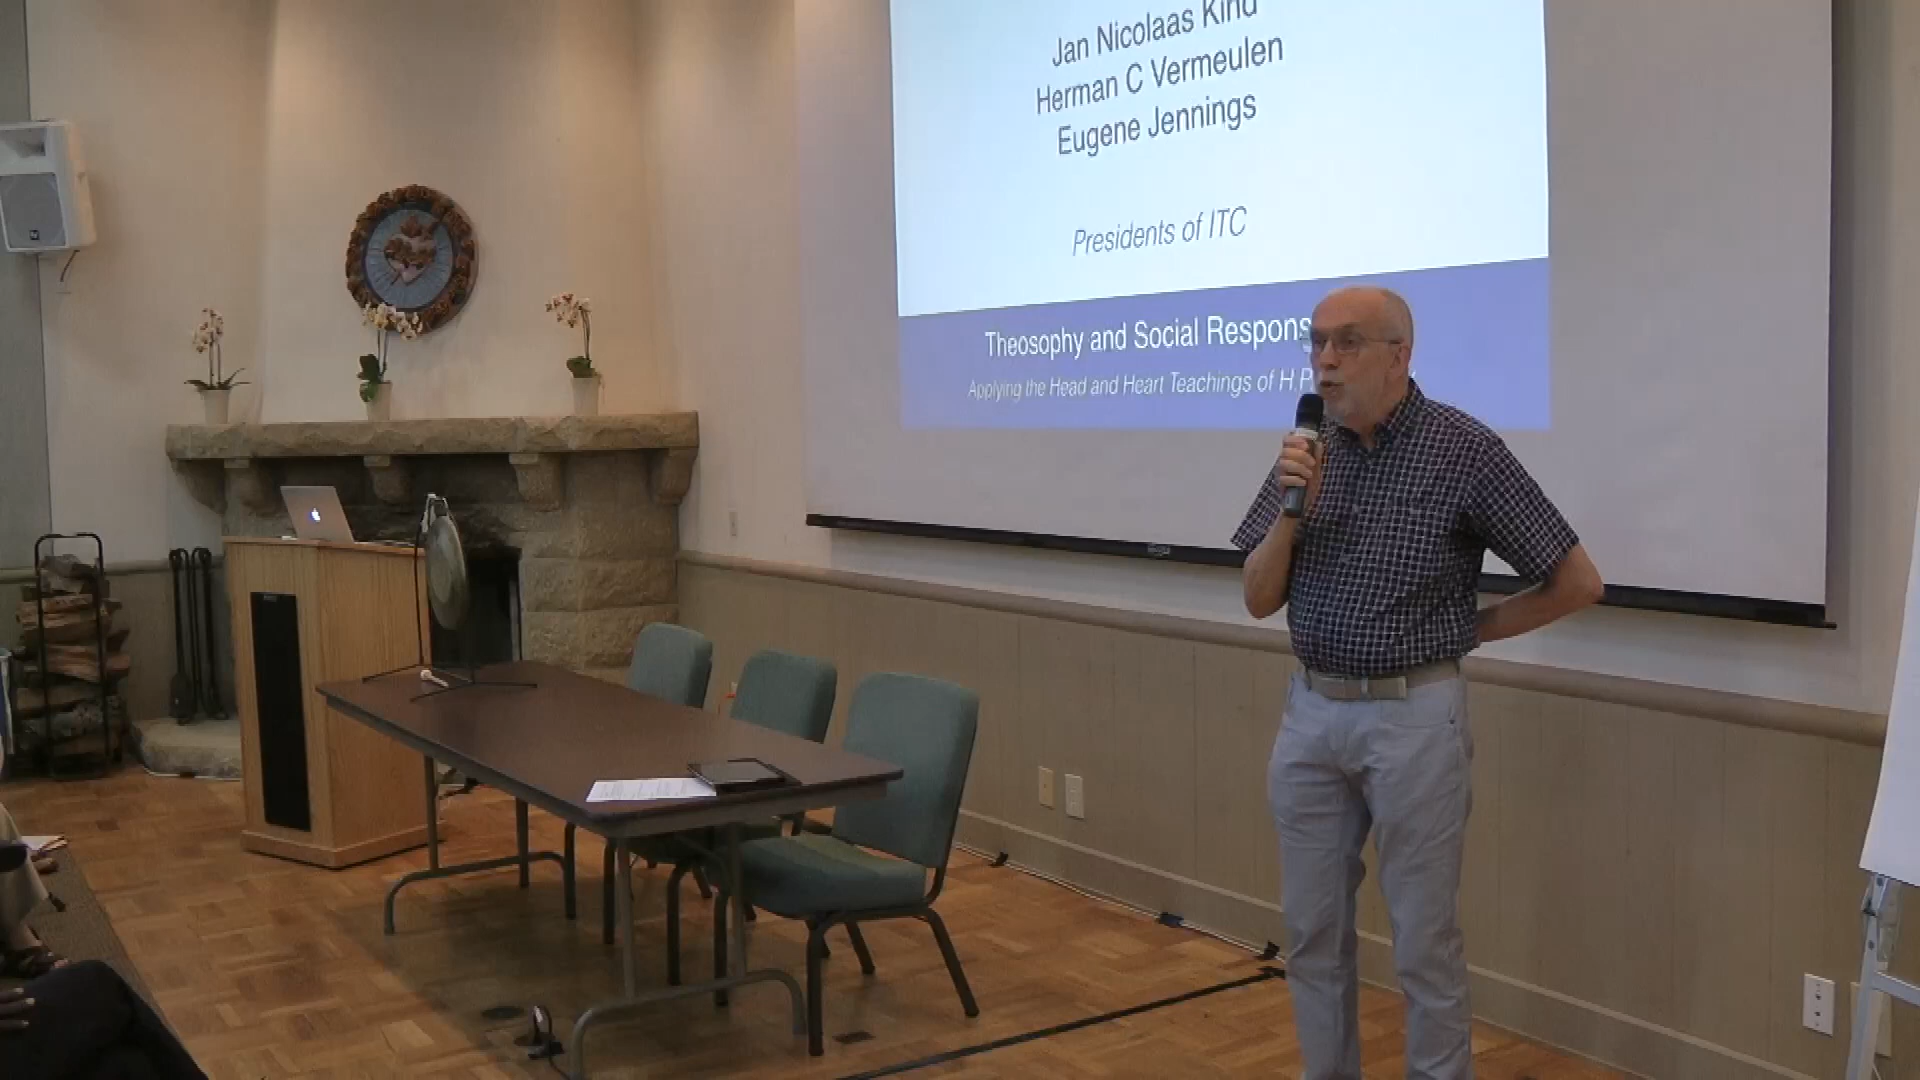 Jan Nicolaas Kind
Herman C Vermeulen
Eugene Jennings
Presidents of ITC
Theosophy and Social Respons
Applying the Head and Heart Teachings of H.P.